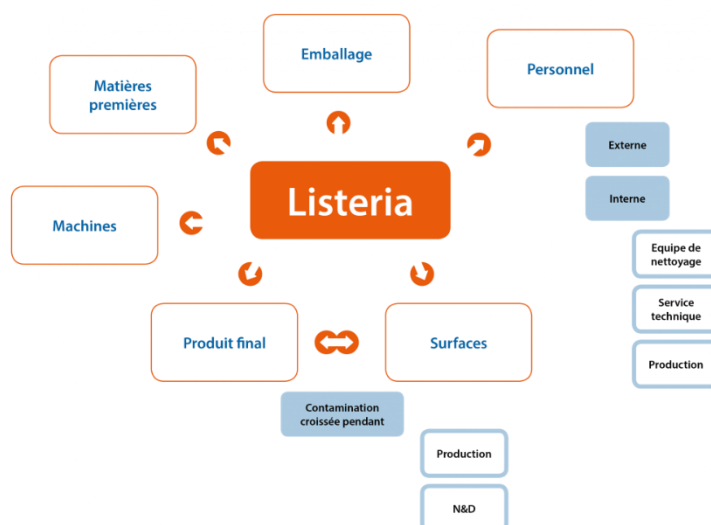 Emballage
Personnel
Matières
premières
Externe
Listeria
Interne
Machines
Equipe de
nettoyage
Service
technique
Produit final
Surfaces
Production
Contamination
croissée pendant
Production
N&D